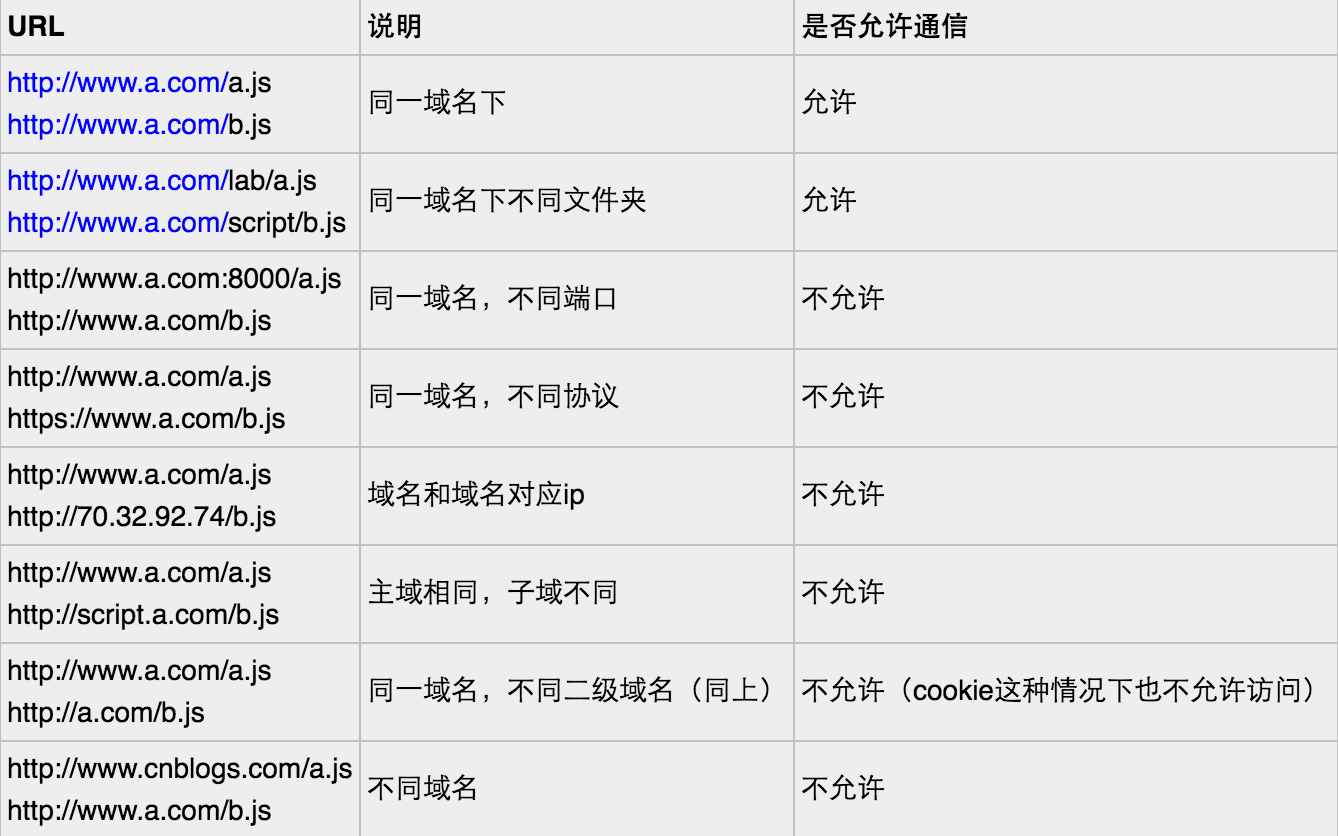 URL 说明 是否允许通信
http://www.a.com/a.js
http://www.a.com/b.js
同一域名下
允许
http://www.a.com/lab/a.js
http://www.a.com/script/b.js
同一域名下不同文件夹
允许
http://www.a.com:8000/a.js
http://www.a.com/b.js
同一域名，不同端口
不允许
http://www.a.com/a.js
https://www.a.com/b.js
同一域名，不同协议
不允许
http://www.a.com/a.js
http://70.32.92.74/b.js
域名和域名对应ip
不允许
http://www.a.com/a.js
http://script.a.com/b.js
主域相同，子域不同
不允许
http://www.a.com/a.js
http://a.com/b.js
同一域名，不同二级域名（同上）
不允许（cookie这种情况下也不允许访问）
http://www.cnblogs.com/a.js
http://www.a.com/b.js
不同域名
不允许